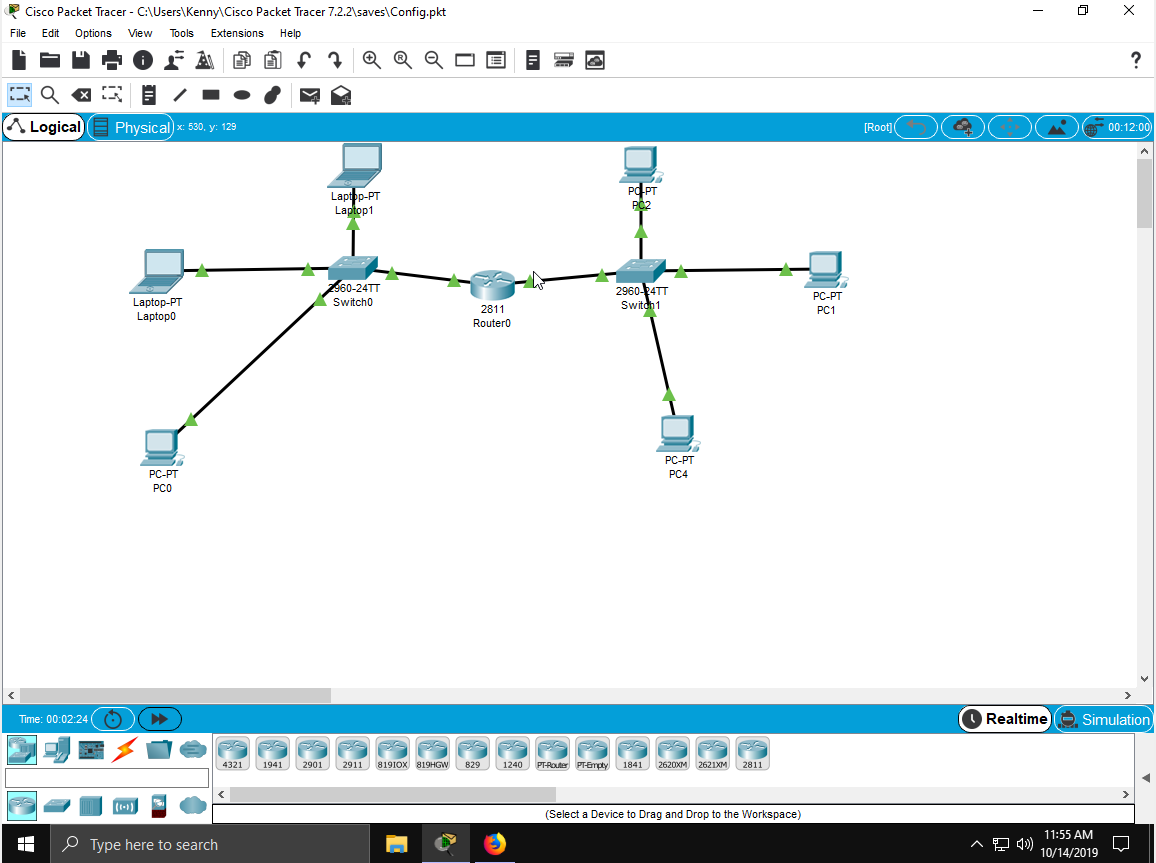 Cisco Packet Tracer - C:\Users\Kenny\Cisco Packet Tracer 7.2.2\saves\Config.pkt
File Edit Options View Tools Extensions Help
R
?
Logical Physical x: 530, y: 129 [Root] 00:12:00
Laptop-PT
Laptop1
PC-PT
PC2
Laptop-PT
Laptop0
2960-24TT
Switch0
2811
Router0
2960-24TT
Switch1
PC-PT
PC1
PC-PT
PC0
PC-PT
PC4
Time: 00:02:24 Realtime Simulation
4321 1941 2901 2911 819IOX 819HGW 829 1240 PT-Router PT-Empty 1841 2620XM 2621XM 2811
(Select a Device to Drag and Drop to the Workspace)
Type here to search
11:55 AM
10/14/2019